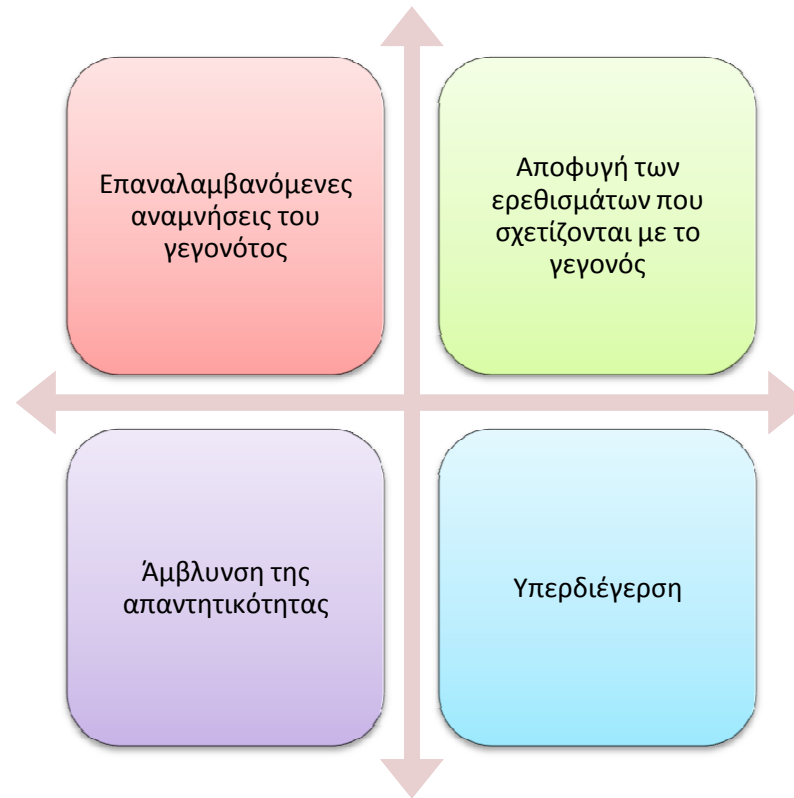 Επαναλαμβανόμενες
αναμνήσεις του
γεγονότος
Αποφυγή των
ερεθισμάτων που
σχετίζονται με το
γεγονός
Άμβλυνση της
απαντητικότητας
Υπερδιέγερση